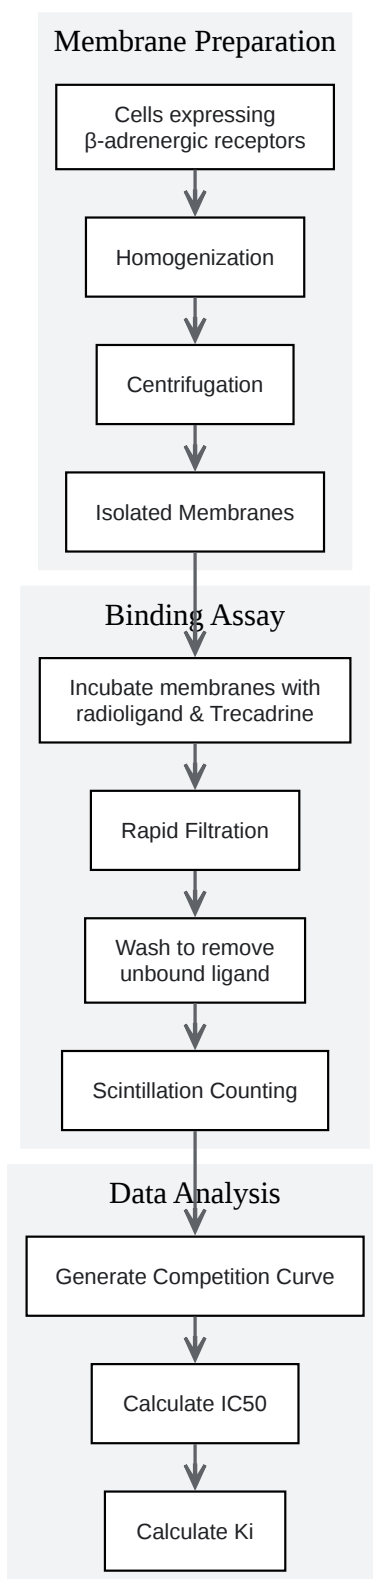 Membrane Preparation
Cells expressing
β-adrenergic receptors
Homogenization
Centrifugation
Isolated Membranes
Binding Assay
Incubate membranes with
radioligand & Trecadrine
Rapid Filtration
Wash to remove
unbound ligand
Scintillation Counting
Data Analysis
Generate Competition Curve
Calculate IC50
Calculate Ki